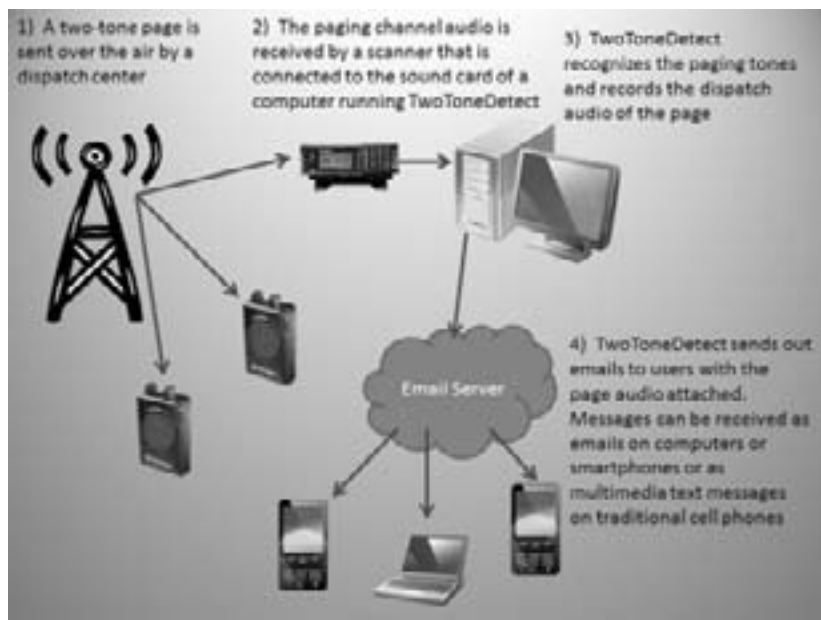 1) A two-tone page is
sent over the air by a
dispatch center
2) The paging channel audio is
received by a scanner that is
connected to the sound card of a
computer running TwoToneDetect
3) TwoToneDetect
recognizes the paging tones
and records the dispatch
audio of the page
Email Server
4) TwoToneDetect sends out
emails to users with the
page audio attached.
Messages can be received as
emails on computers or
smartphones or as
multimedia text messages
on traditional cell phones